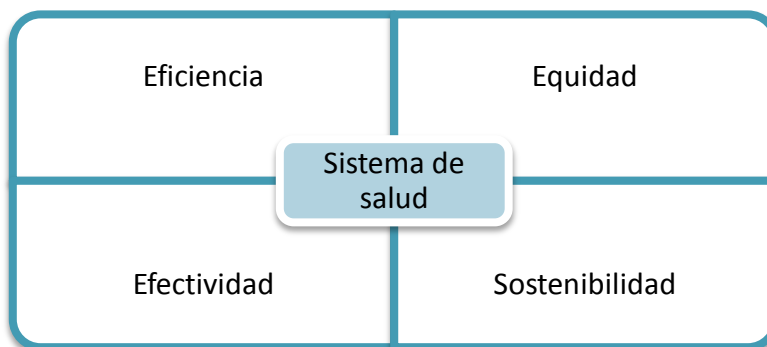 Eficiencia
Equidad
Sistema de
salud
Efectividad
Sostenibilidad